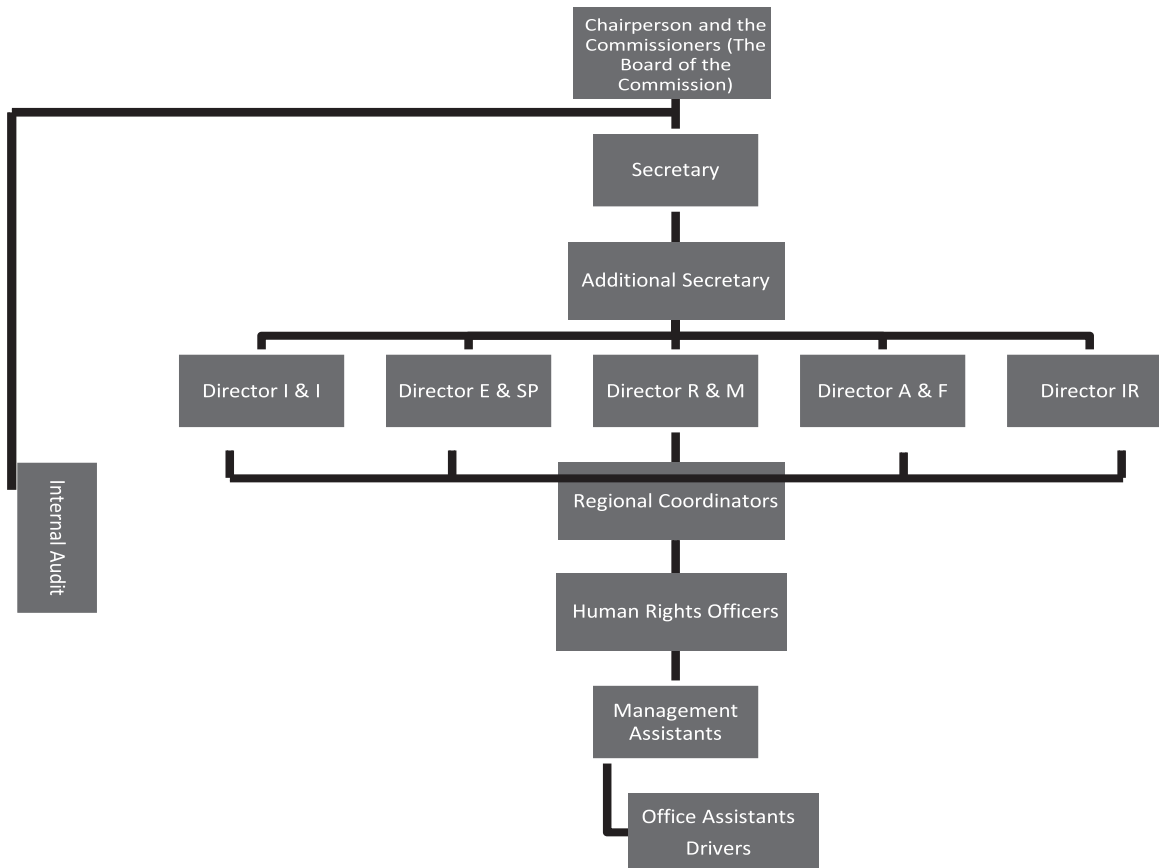 Chairperson and the
Commissioners (The
Board of the
Commission)
Secretary
Additional Secretary
Director I & I
Director E & SP
Director R & M
Director A & F
Director IR
Internal Audit
Regional Coordinators
Human Rights Officers
Management
Assistants
Office Assistants
Drivers